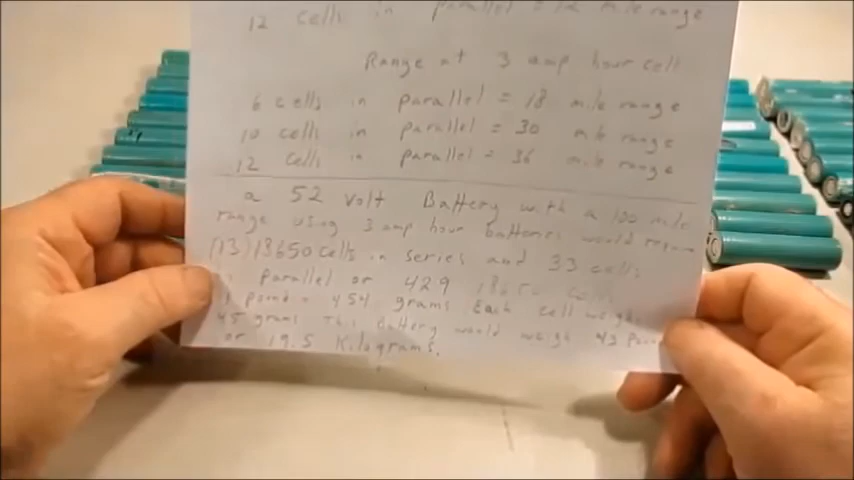 12 cells in parallel = 12 mile range
Range at 3 amp hour cell
6 cells in parallel = 18 mile range
10 cells in parallel = 30 mile range
12 cells in parallel = 36 mile range
a 52 volt Battery with a 100 mile
range using 3 amp hour batteries would require
(13) 18650 cells in series and 33 cells
in parallel or 429 18650 cells
1 pound = 454 grams Each cell weighs
45 grams This Battery would weigh 43 Pounds
or 19.5 Kilograms.